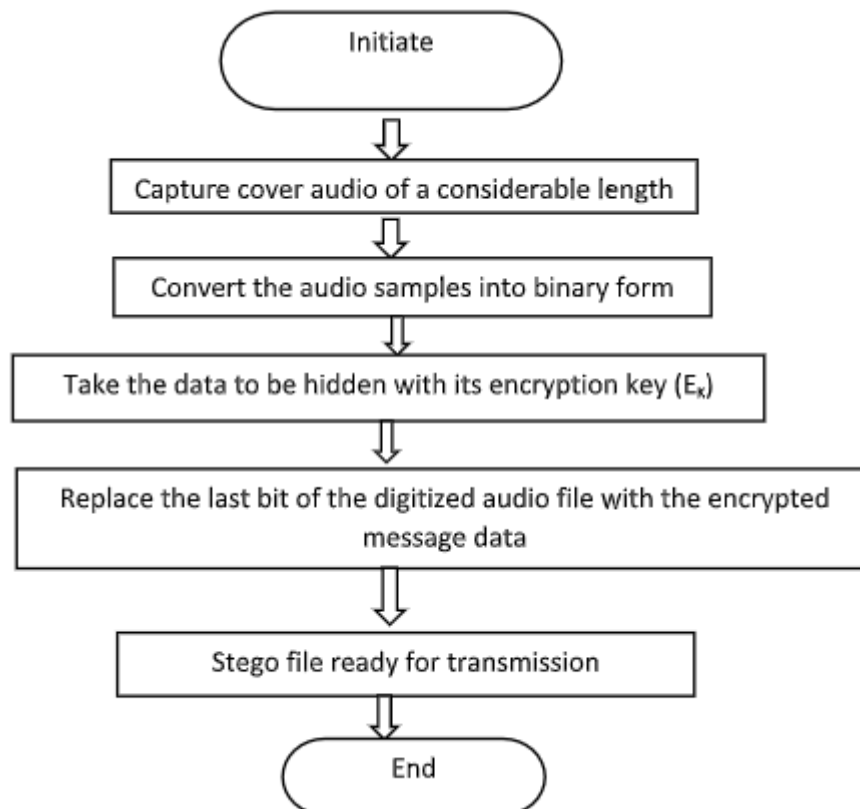 Initiate
Capture cover audio of a considerable length
Convert the audio samples into binary form
Take the data to be hidden with its encryption key (Eₖ)
Replace the last bit of the digitized audio file with the encrypted
message data
Stego file ready for transmission
End